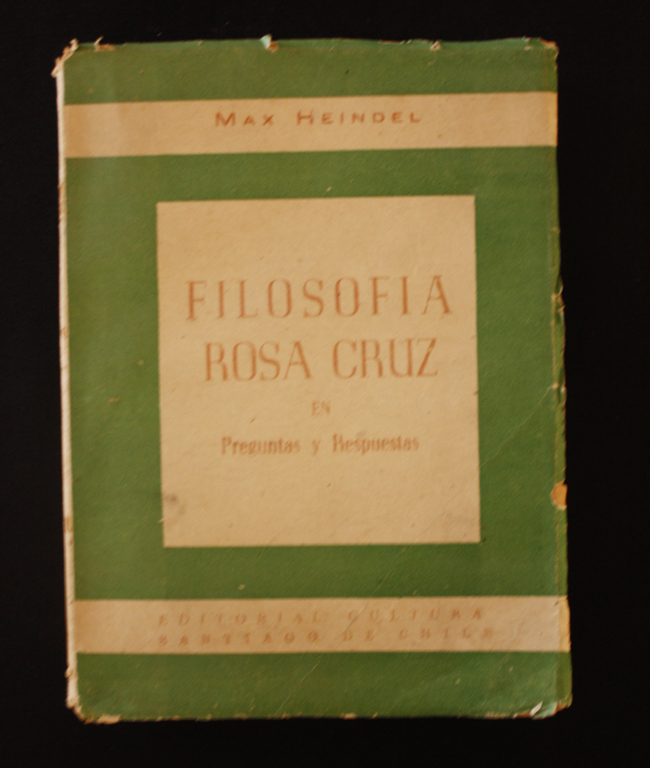 MAX HEINDEL
FILOSOFIA
ROSA CRUZ
EN
Preguntas y Respuestas
EDITORIAL CULTURA
SANTIAGO DE CHILE